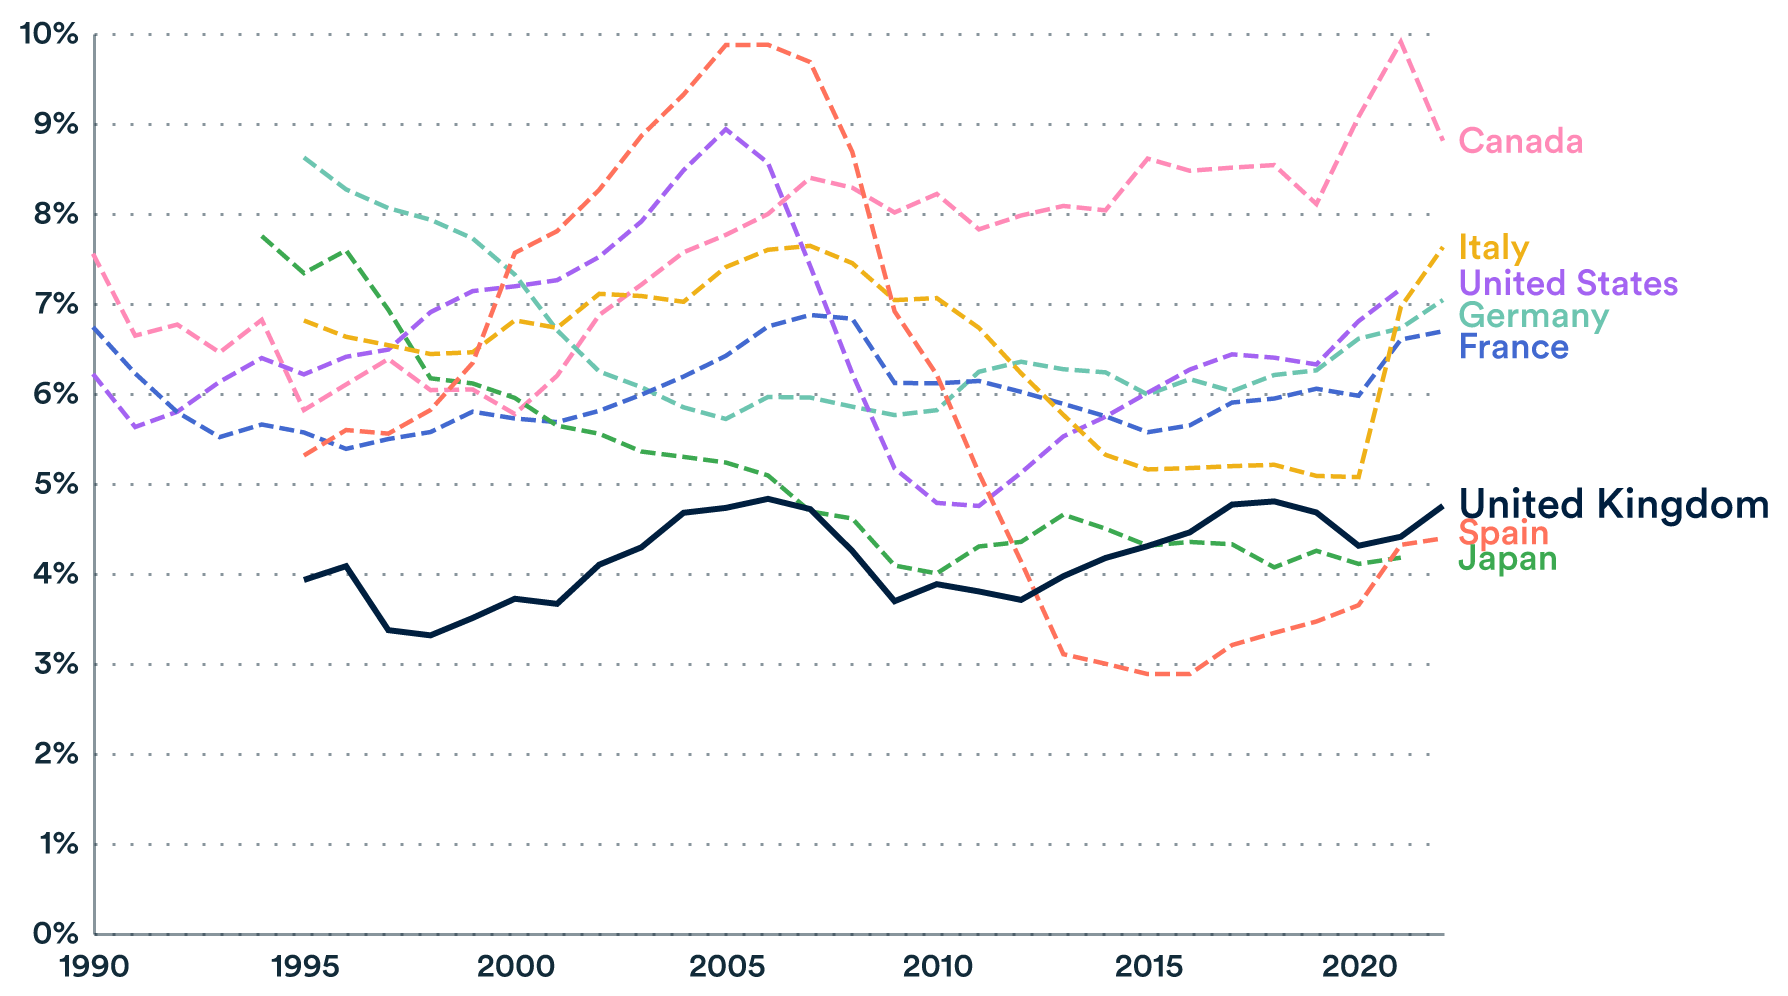 10%
9%
8%
7%
6%
5%
4%
3%
2%
1%
0%
Canada
Italy
United States
Germany
France
United Kingdom
Spain
Japan
1990 1995 2000 2005 2010 2015 2020